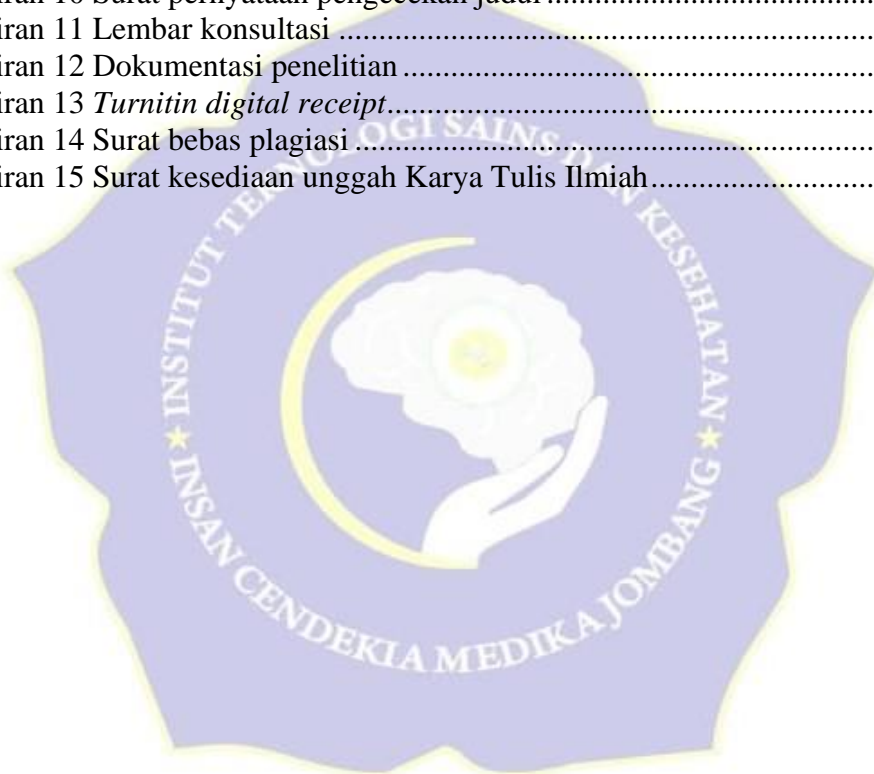 iran 10 Surat pernyataan pengecekan judul
iran 11 Lembar konsultasi
iran 12 Dokumentasi penelitian
iran 13 Turnitin digital receipt
iran 14 Surat bebas plagiasi
iran 15 Surat kesediaan unggah Karya Tulis Ilmiah
INSTITUT TEKNOLOGI SAINS DAN KESEHATAN
INSAN CENDEKIA MEDIKA JOMBANG